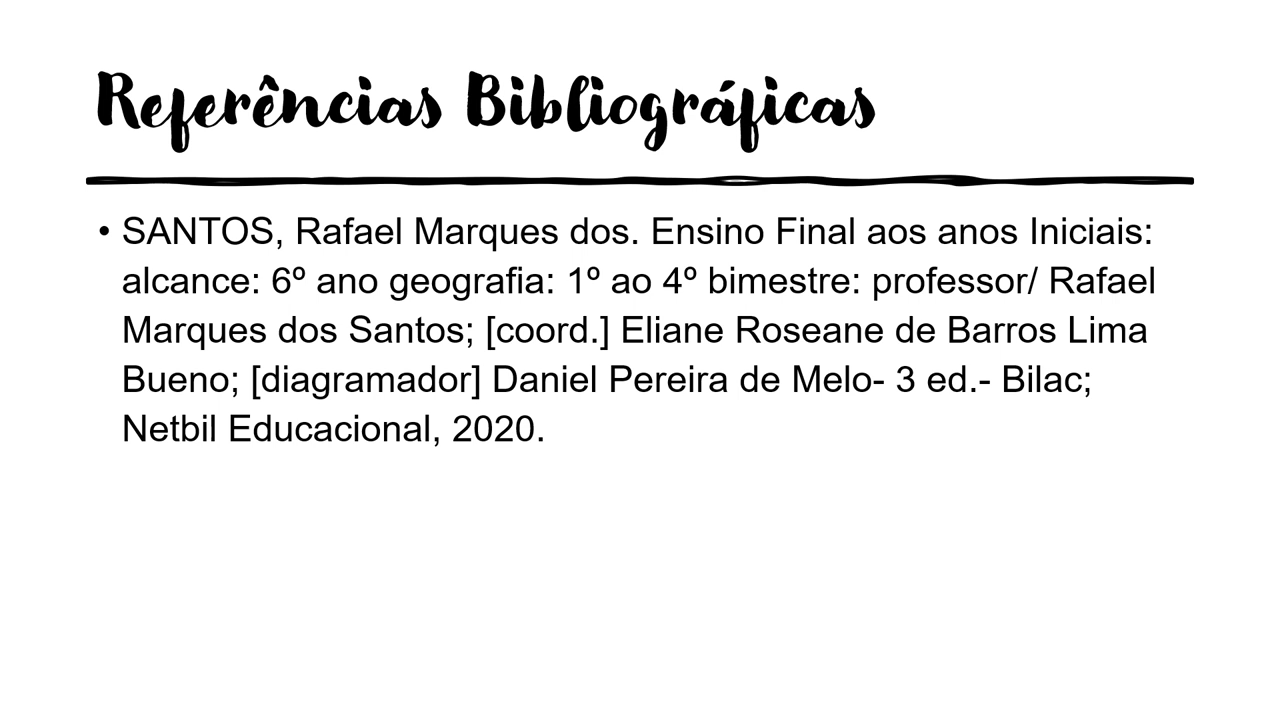 Referências Bibliográficas
• SANTOS, Rafael Marques dos. Ensino Final aos anos Iniciais:
alcance: 6º ano geografia: 1º ao 4º bimestre: professor/ Rafael
Marques dos Santos; [coord.] Eliane Roseane de Barros Lima
Bueno; [diagramador] Daniel Pereira de Melo- 3 ed.- Bilac;
Netbil Educacional, 2020.